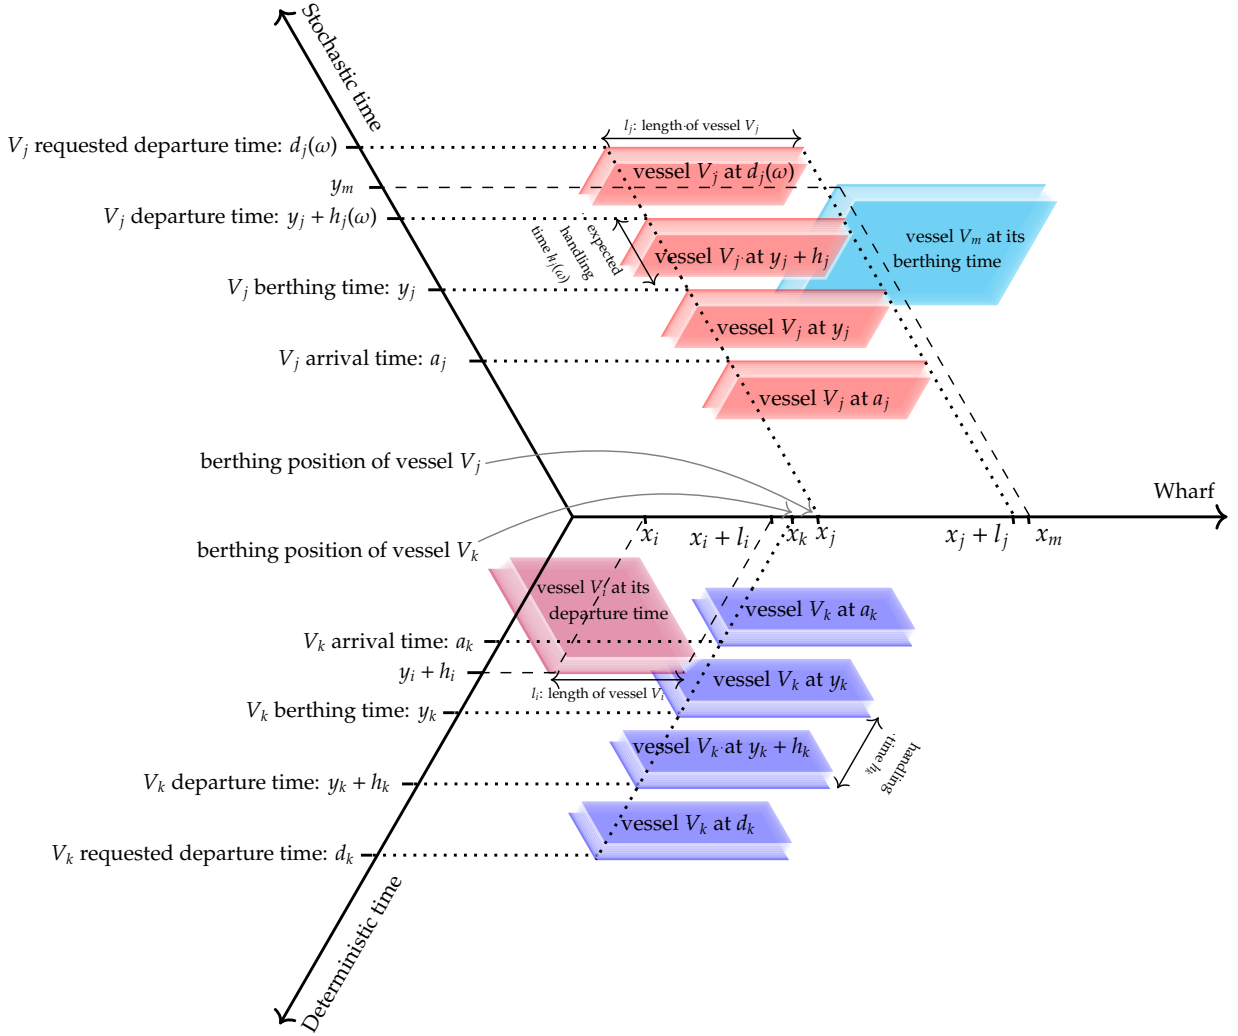 Stochastic time
l_j: length of vessel V_j
V_j requested departure time: d_j(ω)
vessel V_j at d_j(ω)
y_m
V_j departure time: y_j + h_j(ω)
expected
handling
time h_j(ω)
vessel V_j at y_j + h_j
vessel V_m at its
berthing time
V_j berthing time: y_j
vessel V_j at y_j
V_j arrival time: a_j
vessel V_j at a_j
berthing position of vessel V_j
Wharf
x_i
x_i + l_i
x_k
x_j
x_j + l_j
x_m
berthing position of vessel V_k
vessel V_i at its
departure time
vessel V_k at a_k
V_k arrival time: a_k
y_i + h_i
vessel V_k at y_k
l_i: length of vessel V_i
V_k berthing time: y_k
vessel V_k at y_k + h_k
handling
time h_k
V_k departure time: y_k + h_k
vessel V_k at d_k
V_k requested departure time: d_k
Deterministic time